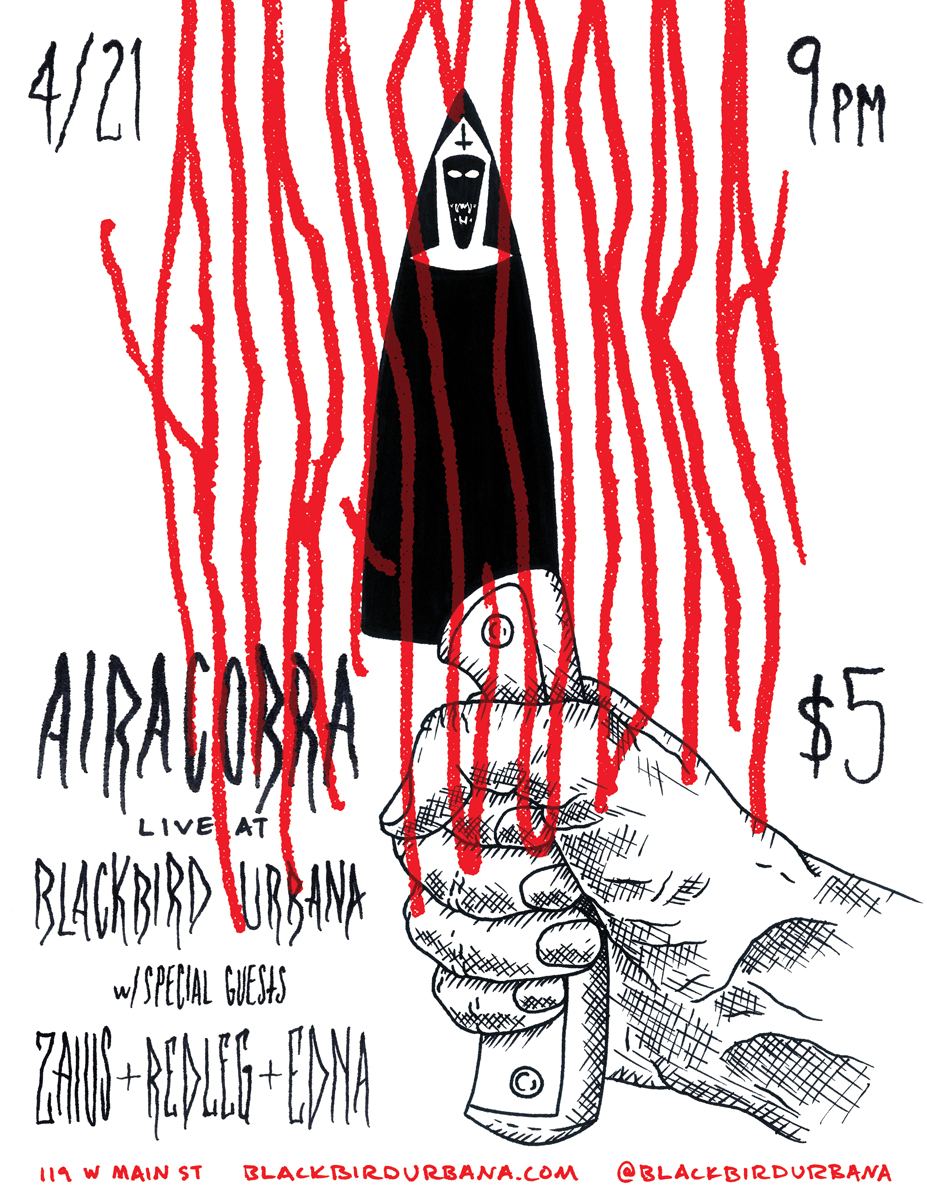 4/21
9PM
AIRACOBRA
$5
AIRACOBRA
LIVE AT
BLACKBIRD URBANA
W/ SPECIAL GUESTS
ZAIUS + REDLEG + EDNA
119 W MAIN ST BLACKBIRDURBANA.COM @BLACKBIRDURBANA